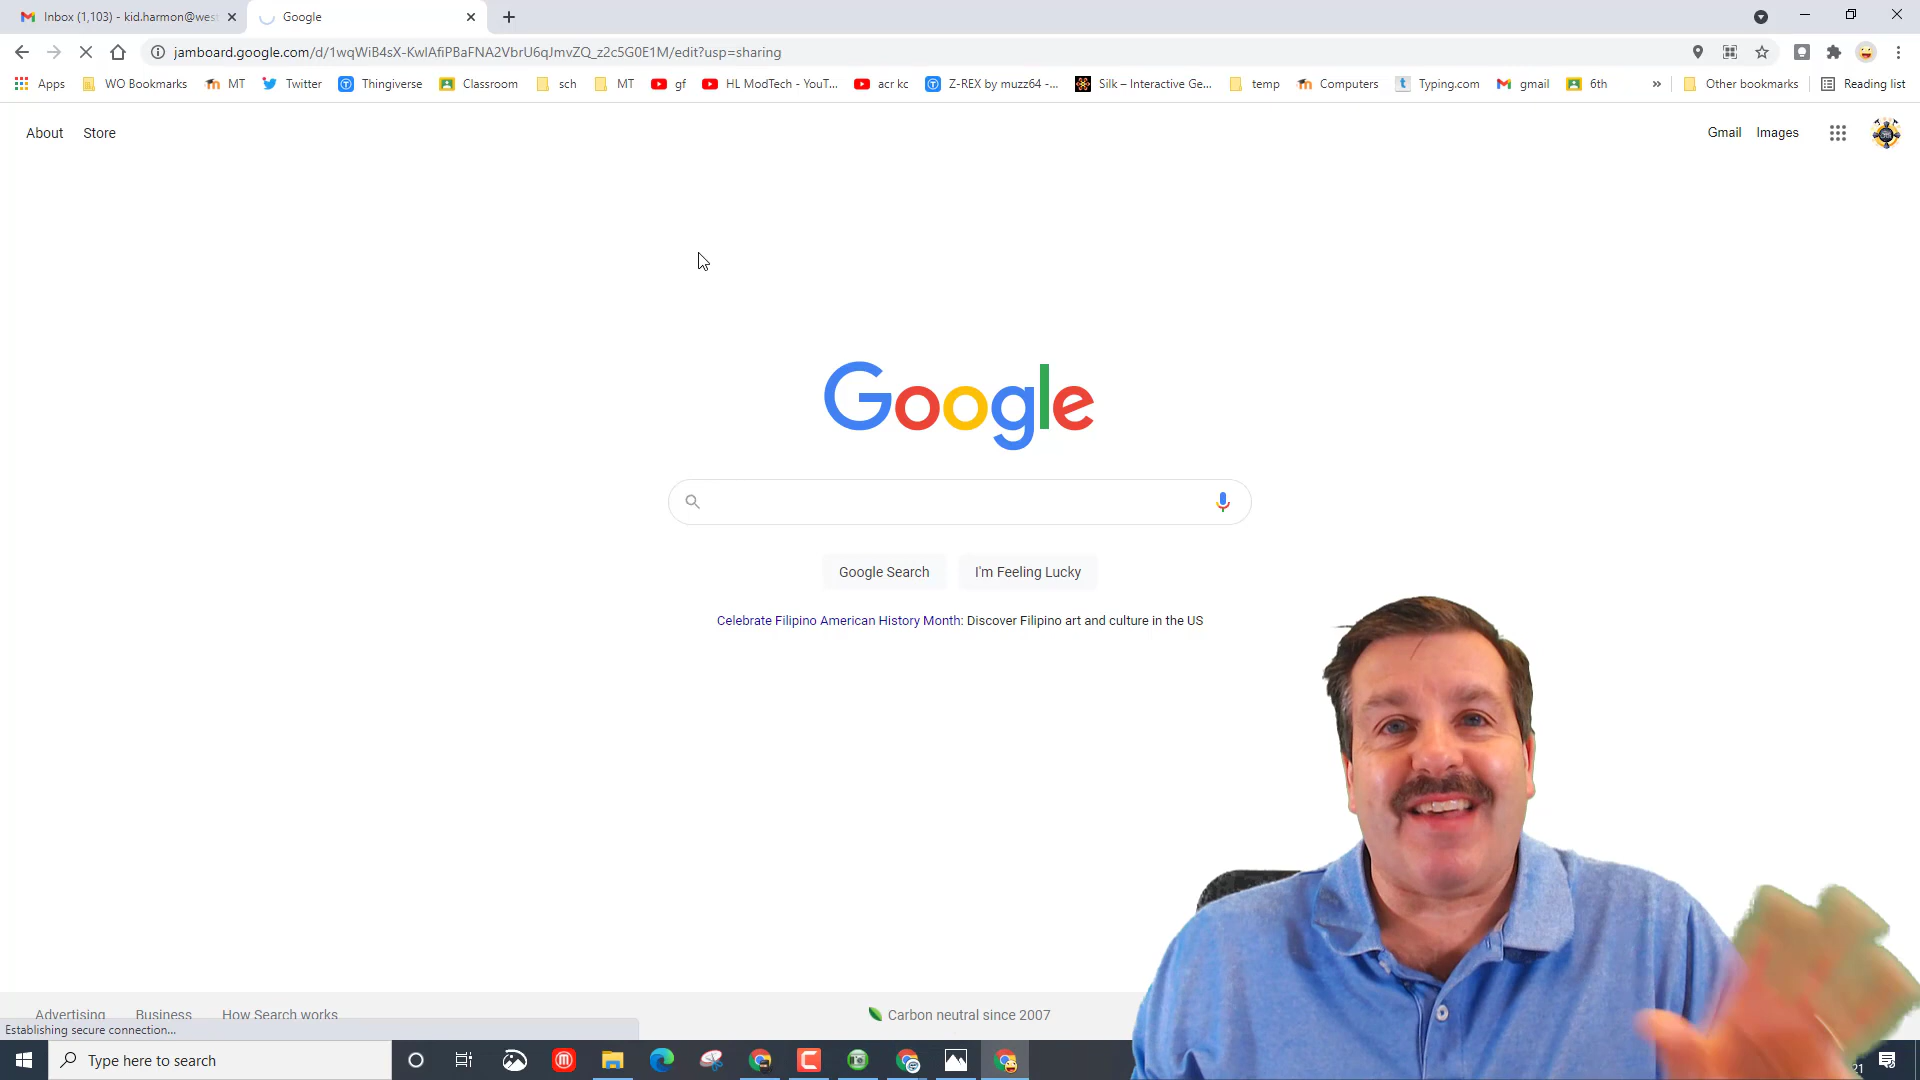 Inbox (1,103) - kid.harmon@wes
Google
jamboard.google.com/d/1wqWiB4sX-KwlAfiPBaFNA2VbrU6qJmvZQ_z2c5G0E1M/edit?usp=sharing
Apps WO Bookmarks MT Twitter Thingiverse Classroom sch MT gf HL ModTech - YouT... acr kc Z-REX by muzz64 -... Silk – Interactive Ge... temp Computers Typing.com gmail 6th » Other bookmarks Reading list
About Store Gmail Images
Google
Google Search I'm Feeling Lucky
Celebrate Filipino American History Month: Discover Filipino art and culture in the US
Advertising Business How Search works Carbon neutral since 2007
Establishing secure connection...
Type here to search
21